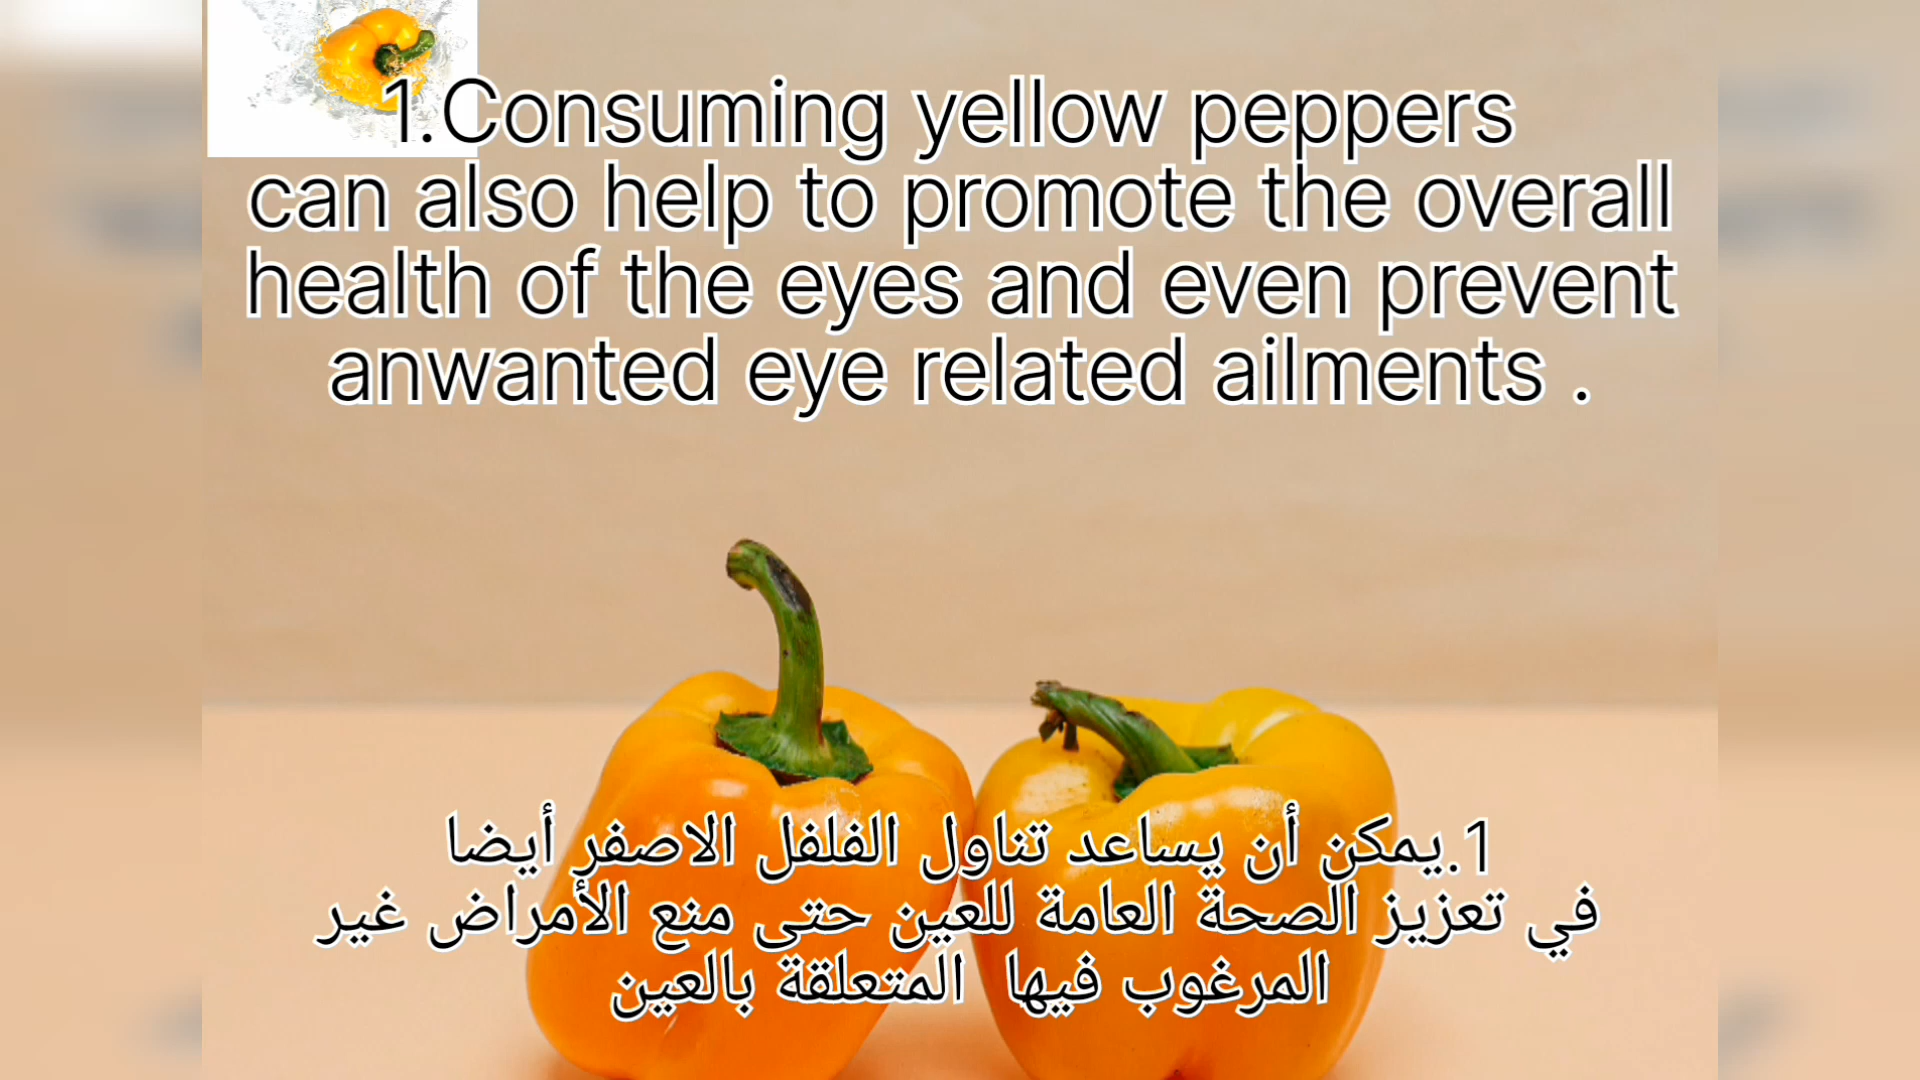 1.Consuming yellow peppers
can also help to promote the overall
health of the eyes and even prevent
anwanted eye related ailments .
1.يمكن أن يساعد تناول الفلفل الاصفر أيضا
في تعزيز الصحة العامة للعين حتى منع الأمراض غير
المرغوب فيها المتعلقة بالعين